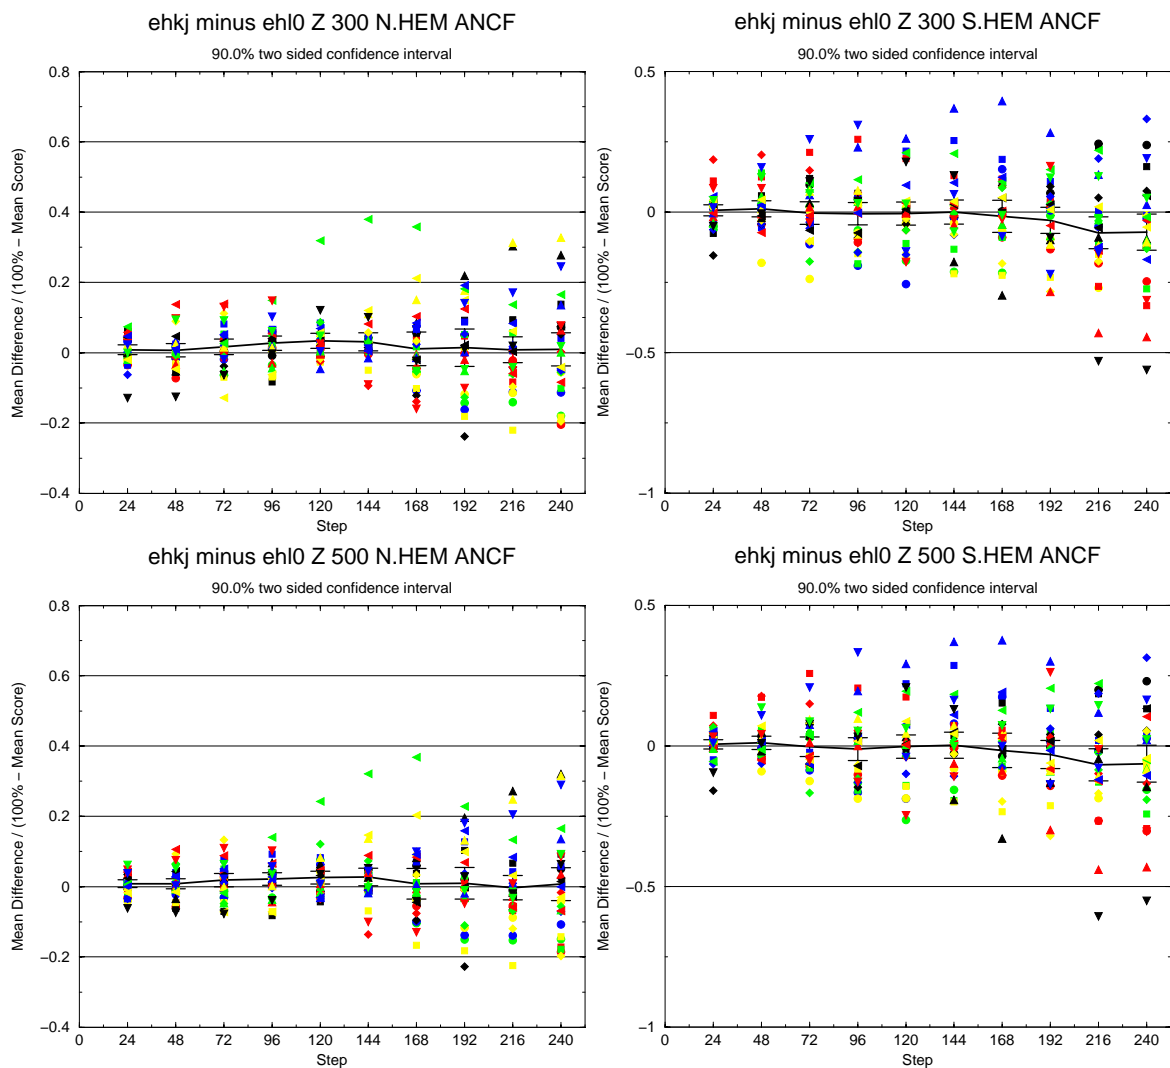 ehkj minus ehl0 Z 300 N.HEM ANCF
90.0% two sided confidence interval
0.8
0.6
0.4
0.2
0
−0.2
−0.4
Mean Difference / (100% − Mean Score)
0 24 48 72 96 120 144 168 192 216 240
Step
ehkj minus ehl0 Z 300 S.HEM ANCF
90.0% two sided confidence interval
0.5
0
−0.5
−1
Mean Difference / (100% − Mean Score)
0 24 48 72 96 120 144 168 192 216 240
Step
ehkj minus ehl0 Z 500 N.HEM ANCF
90.0% two sided confidence interval
0.8
0.6
0.4
0.2
0
−0.2
−0.4
Mean Difference / (100% − Mean Score)
0 24 48 72 96 120 144 168 192 216 240
Step
ehkj minus ehl0 Z 500 S.HEM ANCF
90.0% two sided confidence interval
0.5
0
−0.5
−1
Mean Difference / (100% − Mean Score)
0 24 48 72 96 120 144 168 192 216 240
Step